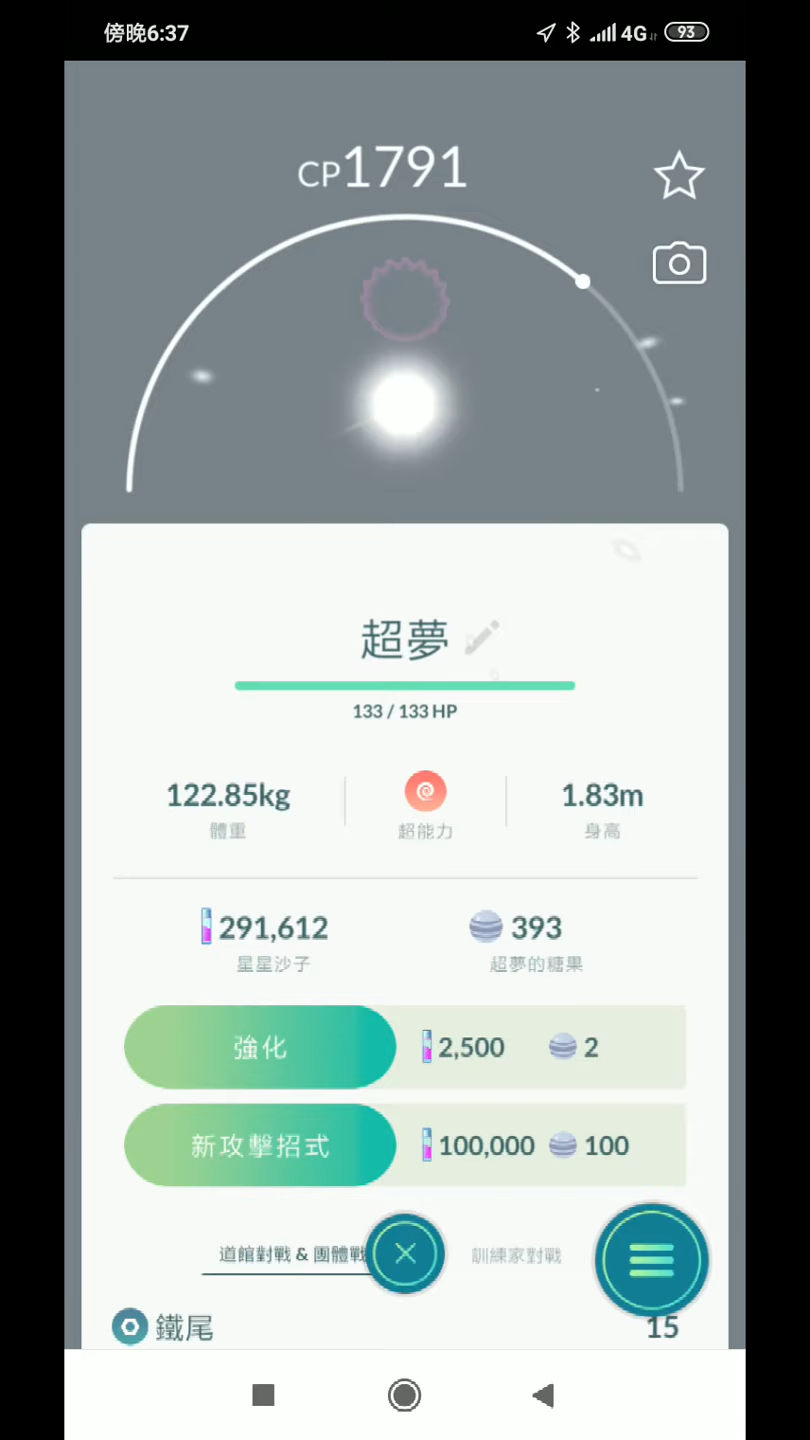 傍晚6:37
4G
93
CP1791
超夢
133 / 133 HP
122.85kg
體重
超能力
1.83m
身高
291,612
星星沙子
393
超夢的糖果
強化
2,500
2
新攻擊招式
100,000
100
道館對戰 & 團體戰
訓練家對戰
鐵尾
15